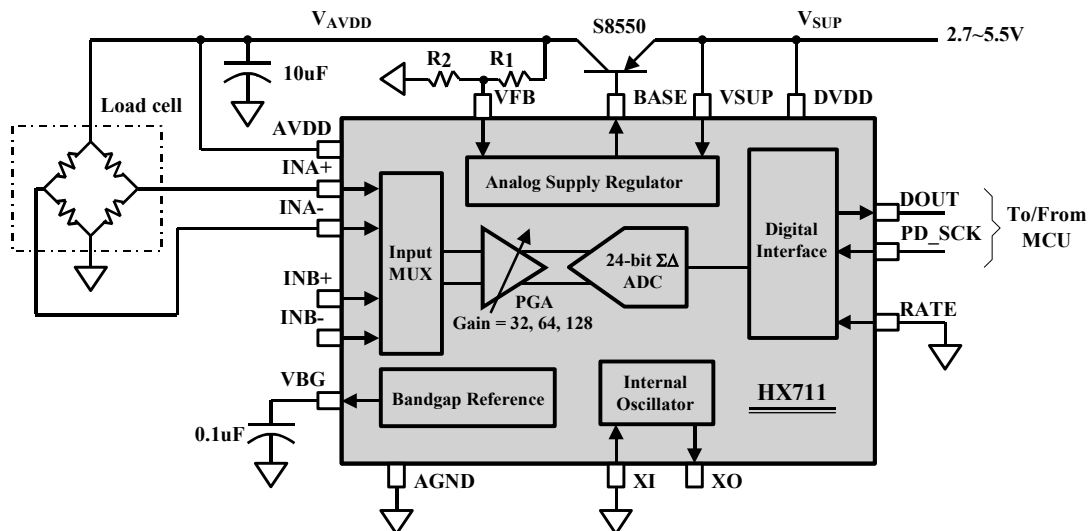 V_AVDD
S8550
V_SUP
2.7~5.5V
R2
R1
10uF
Load cell
VFB
BASE
VSUP
DVDD
AVDD
INA+
INA-
INB+
INB-
Analog Supply Regulator
Input
MUX
PGA
Gain = 32, 64, 128
24-bit ΣΔ
ADC
Digital
Interface
DOUT
PD_SCK
To/From
MCU
RATE
VBG
0.1uF
Bandgap Reference
Internal
Oscillator
HX711
AGND
XI
XO